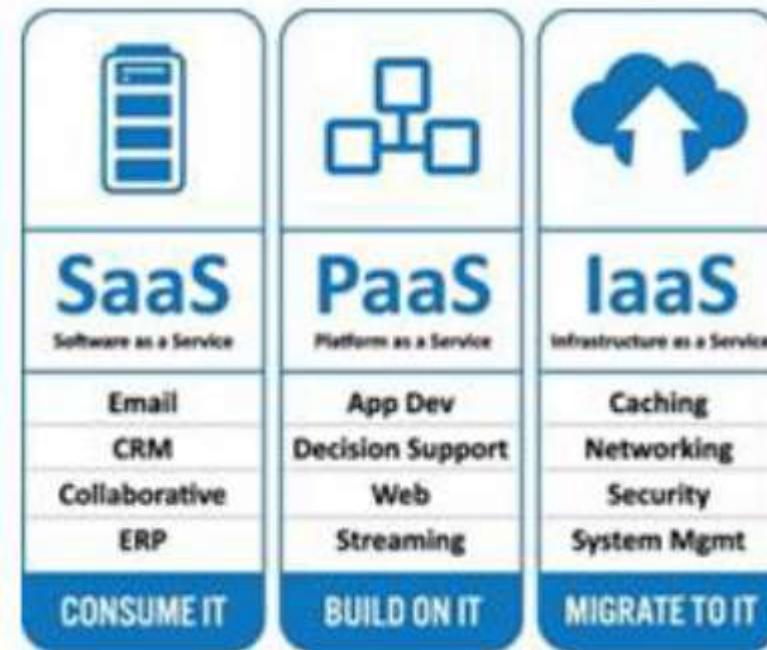 SaaS
Software as a Service
Email
CRM
Collaborative
ERP
CONSUME IT
PaaS
Platform as a Service
App Dev
Decision Support
Web
Streaming
BUILD ON IT
IaaS
Infrastructure as a Service
Caching
Networking
Security
System Mgmt
MIGRATE TO IT